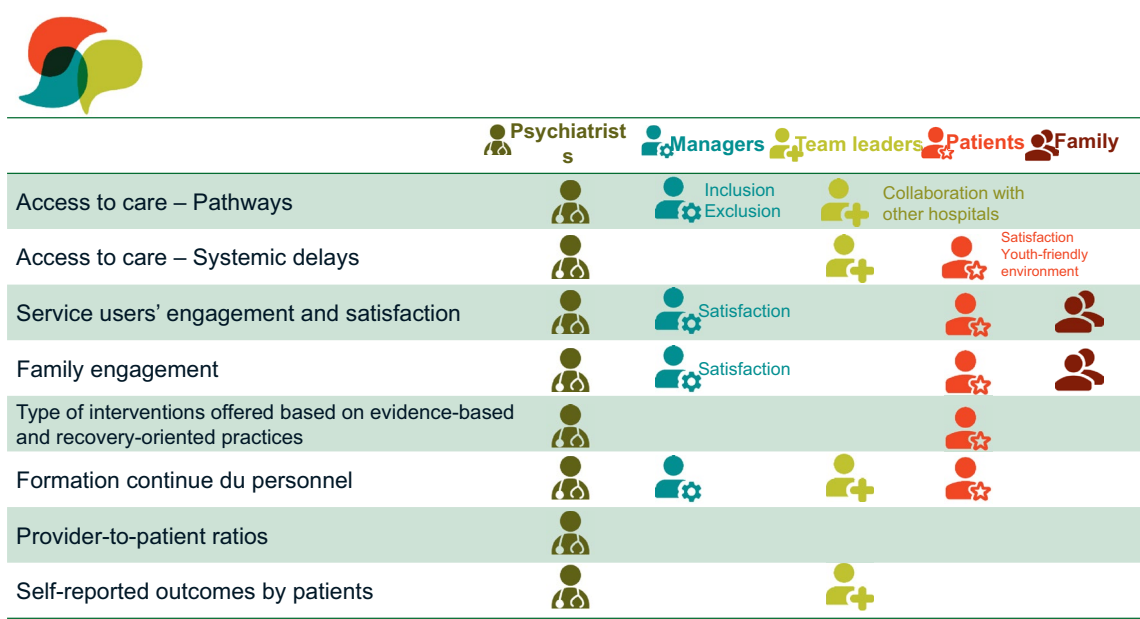 Psychiatrist
s
Managers
Team leaders
Patients
Family
Access to care – Pathways
Inclusion
Exclusion
Collaboration with
other hospitals
Access to care – Systemic delays
Satisfaction
Youth-friendly
environment
Service users’ engagement and satisfaction
Satisfaction
Family engagement
Satisfaction
Type of interventions offered based on evidence-based
and recovery-oriented practices
Formation continue du personnel
Provider-to-patient ratios
Self-reported outcomes by patients